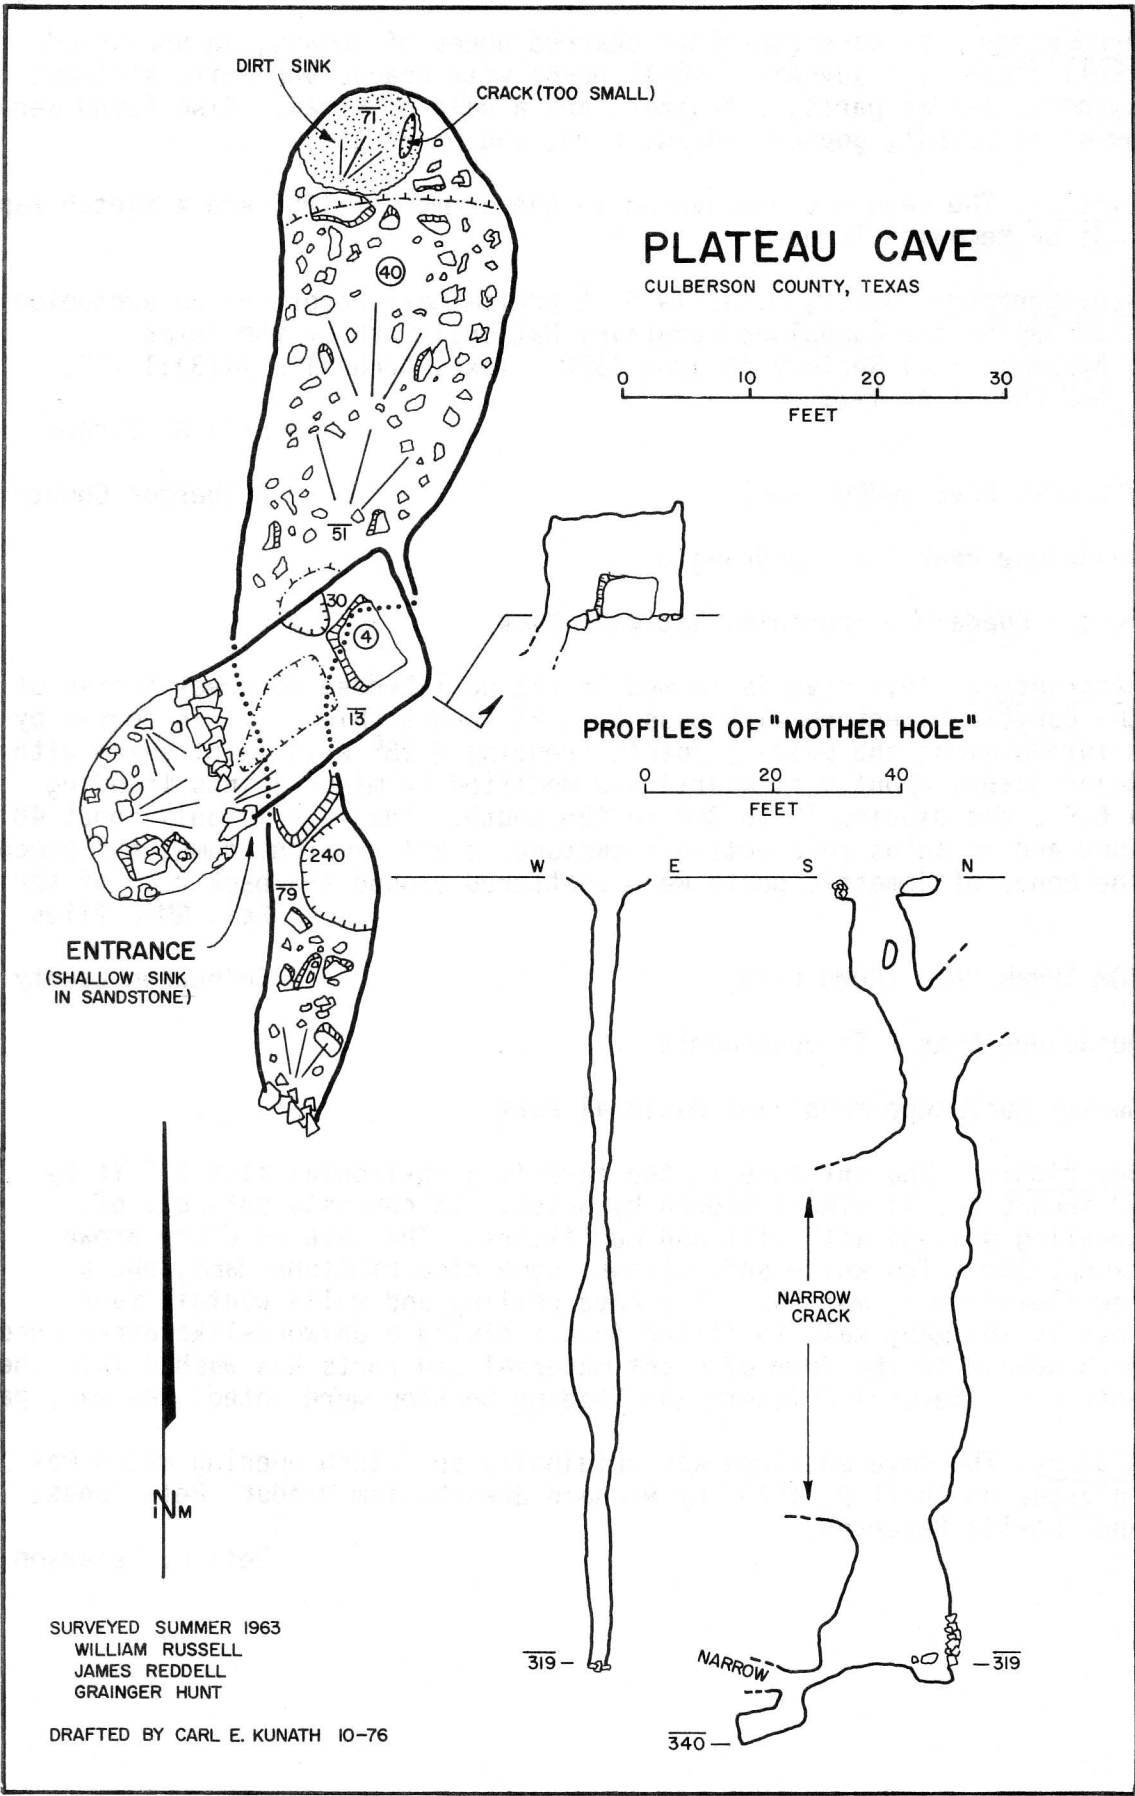 DIRT SINK
CRACK (TOO SMALL)
71
40
PLATEAU CAVE
CULBERSON COUNTY, TEXAS
0 10 20 30
FEET
51
30
4
13
PROFILES OF "MOTHER HOLE"
0 20 40
FEET
W E S N
240
79
ENTRANCE
(SHALLOW SINK
IN SANDSTONE)
NARROW
CRACK
NM
SURVEYED SUMMER 1963
WILLIAM RUSSELL
JAMES REDDELL
GRAINGER HUNT
DRAFTED BY CARL E. KUNATH 10-76
319
NARROW
319
340